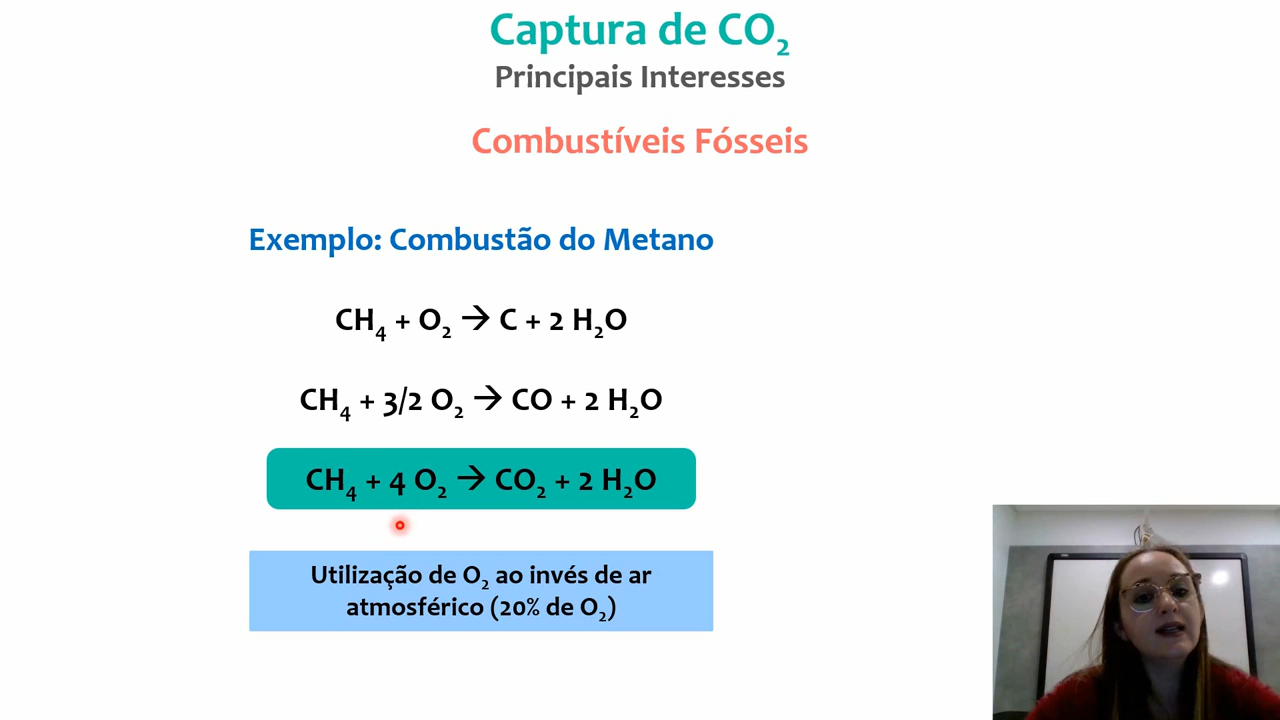 Captura de CO₂
Principais Interesses
Combustíveis Fósseis
Exemplo: Combustão do Metano
CH₄ + O₂ → C + 2 H₂O
CH₄ + 3/2 O₂ → CO + 2 H₂O
CH₄ + 4 O₂ → CO₂ + 2 H₂O
Utilização de O₂ ao invés de ar
atmosférico (20% de O₂)